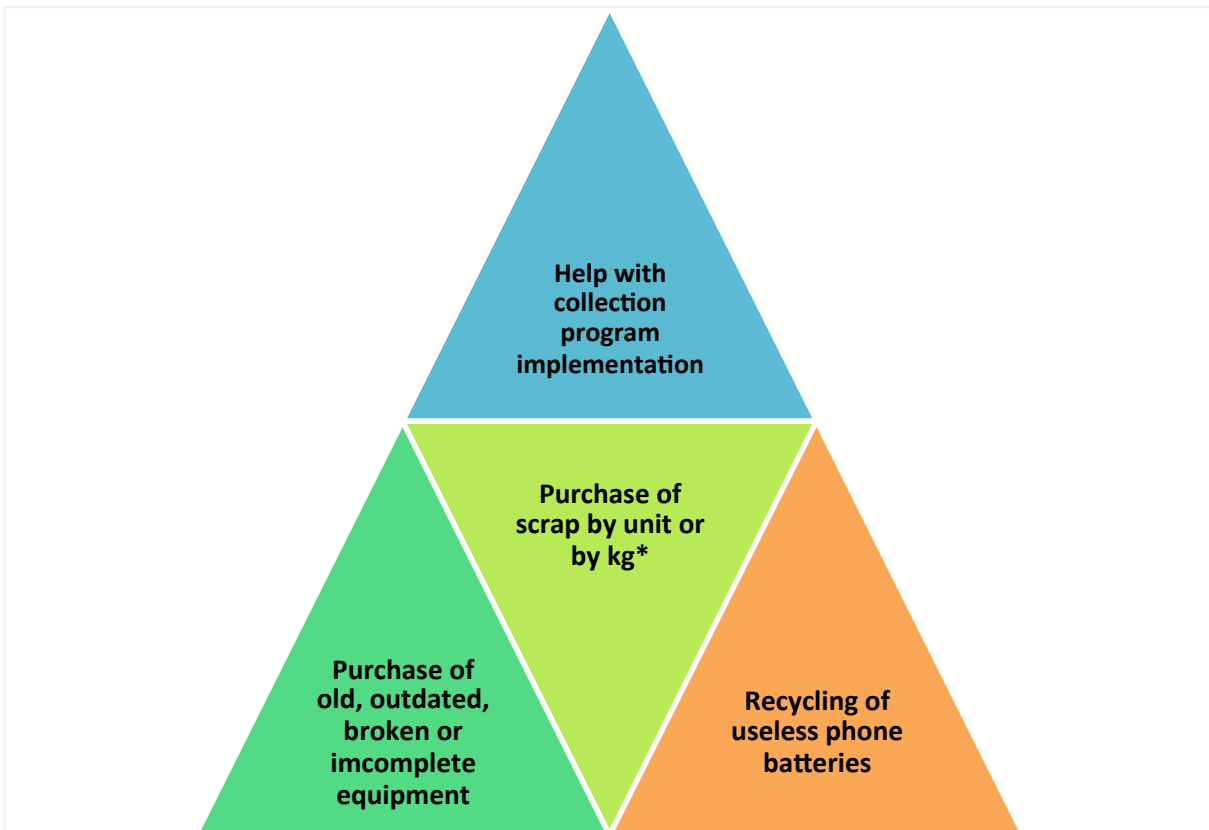 Help with
collection
program
implementation
Purchase of
scrap by unit or
by kg*
Purchase of
old, outdated,
broken or
imcomplete
equipment
Recycling of
useless phone
batteries